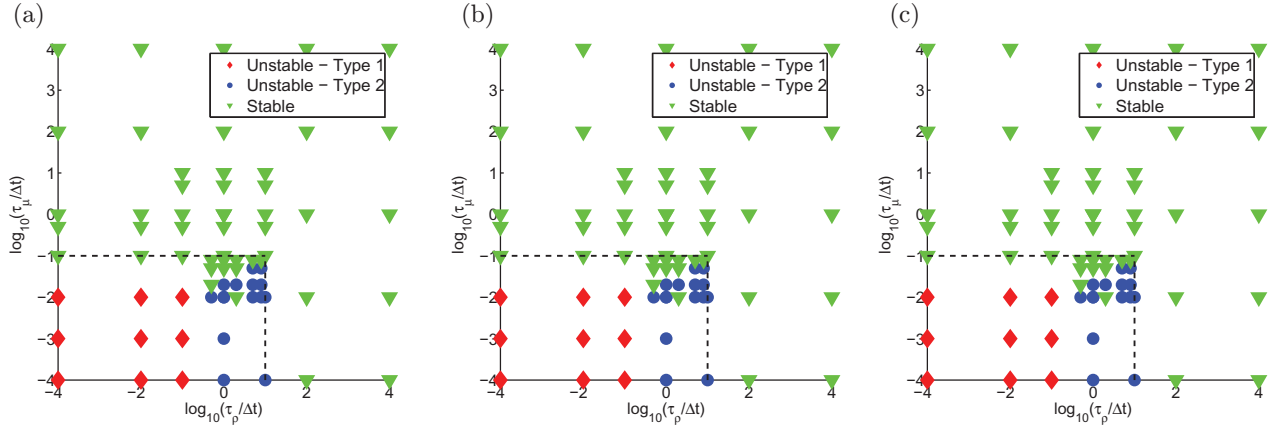 (a)
4
3
2
1
0
−1
−2
−3
−4
−4
−2
0
2
4
log10(τμ/Δt)
log10(τρ/Δt)
Unstable − Type 1
Unstable − Type 2
Stable
(b)
4
3
2
1
0
−1
−2
−3
−4
−4
−2
0
2
4
log10(τμ/Δt)
log10(τρ/Δt)
Unstable − Type 1
Unstable − Type 2
Stable
(c)
4
3
2
1
0
−1
−2
−3
−4
−4
−2
0
2
4
log10(τμ/Δt)
log10(τρ/Δt)
Unstable − Type 1
Unstable − Type 2
Stable